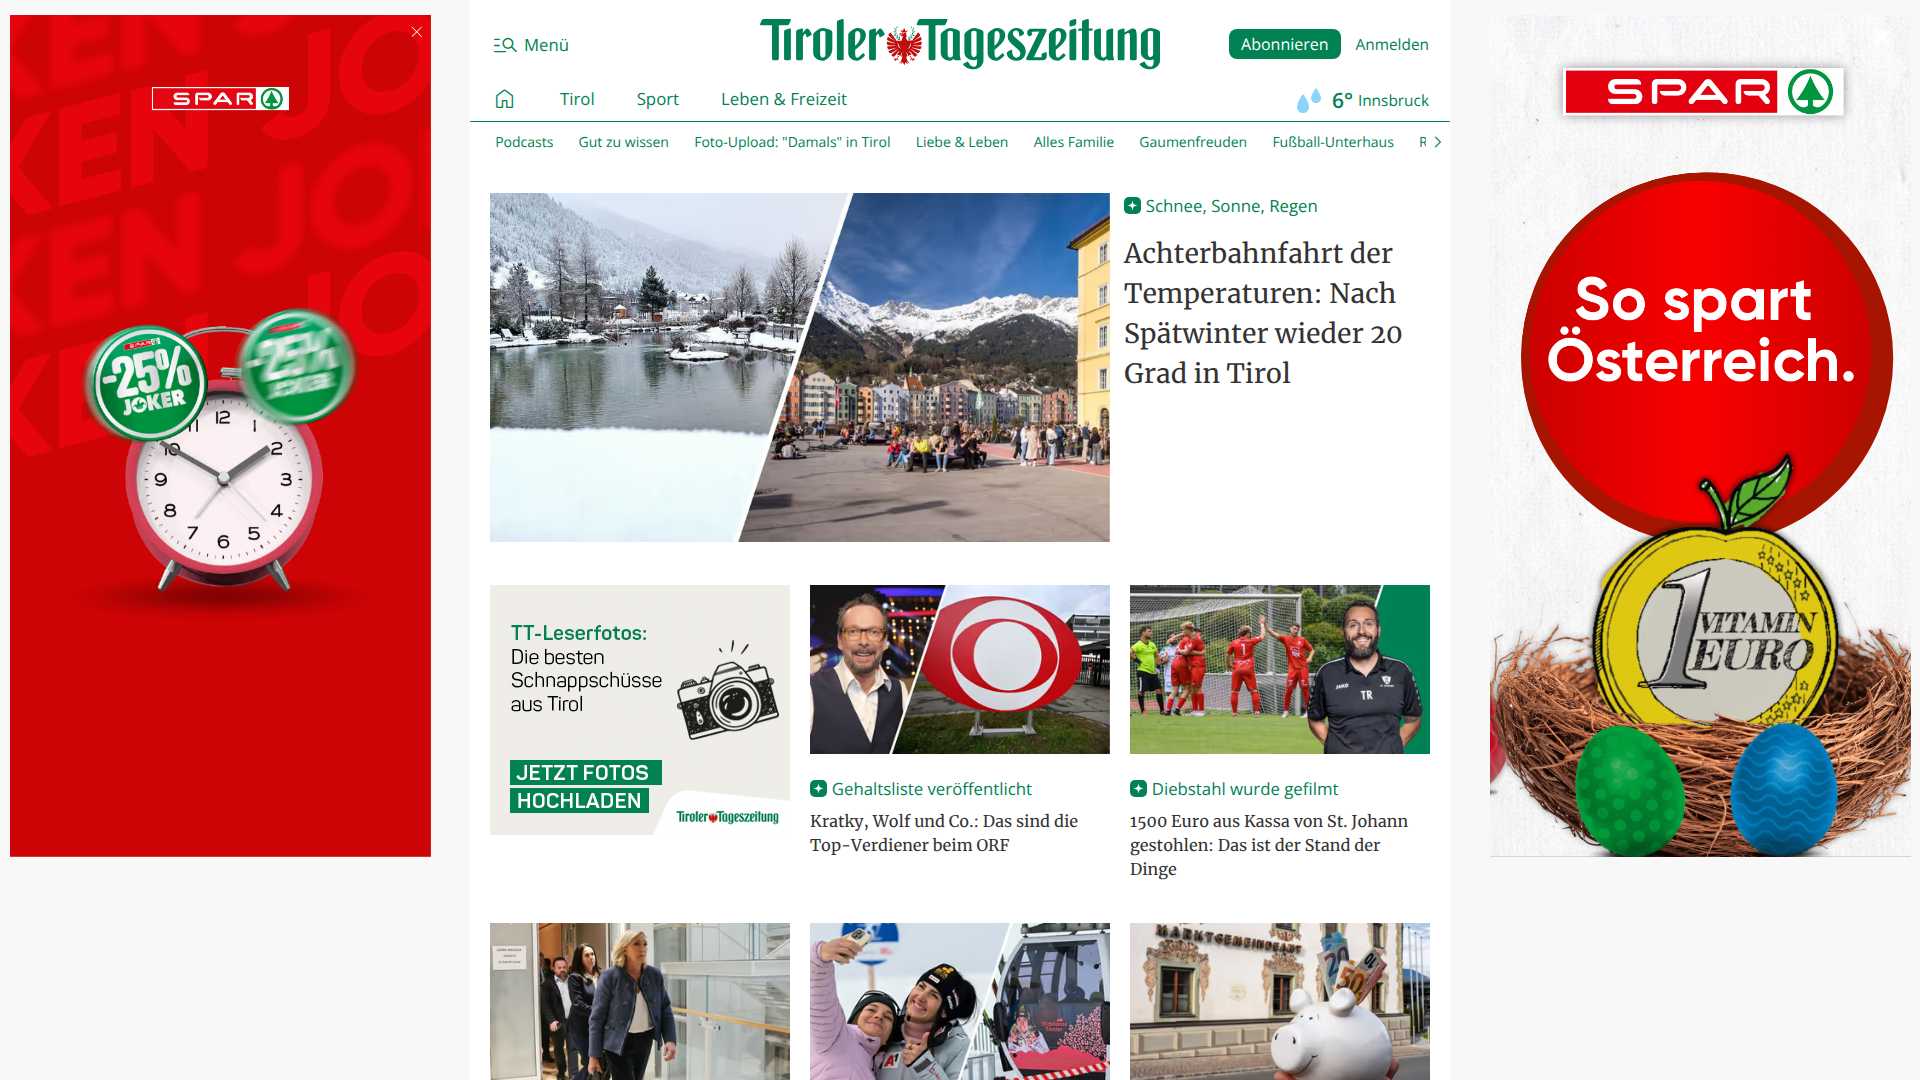 Menü
Tiroler Tageszeitung
Abonnieren
Anmelden
Tirol
Sport
Leben & Freizeit
6° Innsbruck
Podcasts
Gut zu wissen
Foto-Upload: "Damals" in Tirol
Liebe & Leben
Alles Familie
Gaumenfreuden
Fußball-Unterhaus
SPAR
-25%
JOKER
-25%
JOKER
12
1
2
3
4
5
6
7
8
9
10
11
Schnee, Sonne, Regen
Achterbahnfahrt der
Temperaturen: Nach
Spätwinter wieder 20
Grad in Tirol
TT-Leserfotos:
Die besten
Schnappschüsse
aus Tirol
JETZT FOTOS
HOCHLADEN
Tiroler Tageszeitung
Gehaltsliste veröffentlicht
Kratky, Wolf und Co.: Das sind die
Top-Verdiener beim ORF
TR
Diebstahl wurde gefilmt
1500 Euro aus Kassa von St. Johann
gestohlen: Das ist der Stand der
Dinge
MARKTGEMEINDEAMT
SPAR
So spart
Österreich.
1 VITAMIN
EURO